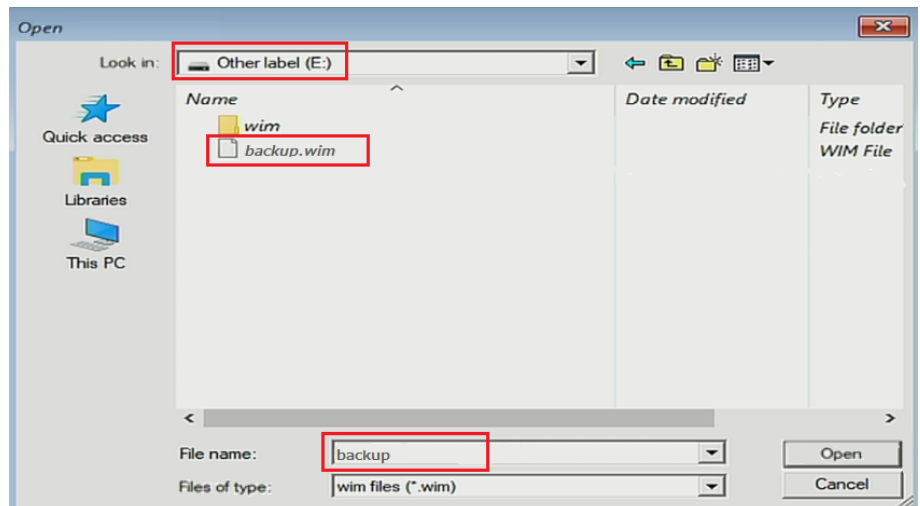 Open
Look in: Other label (E:)
Name Date modified Type
wim File folder
backup.wim WIM File
Quick access
Libraries
This PC
File name: backup Open
Files of type: wim files (*.wim) Cancel